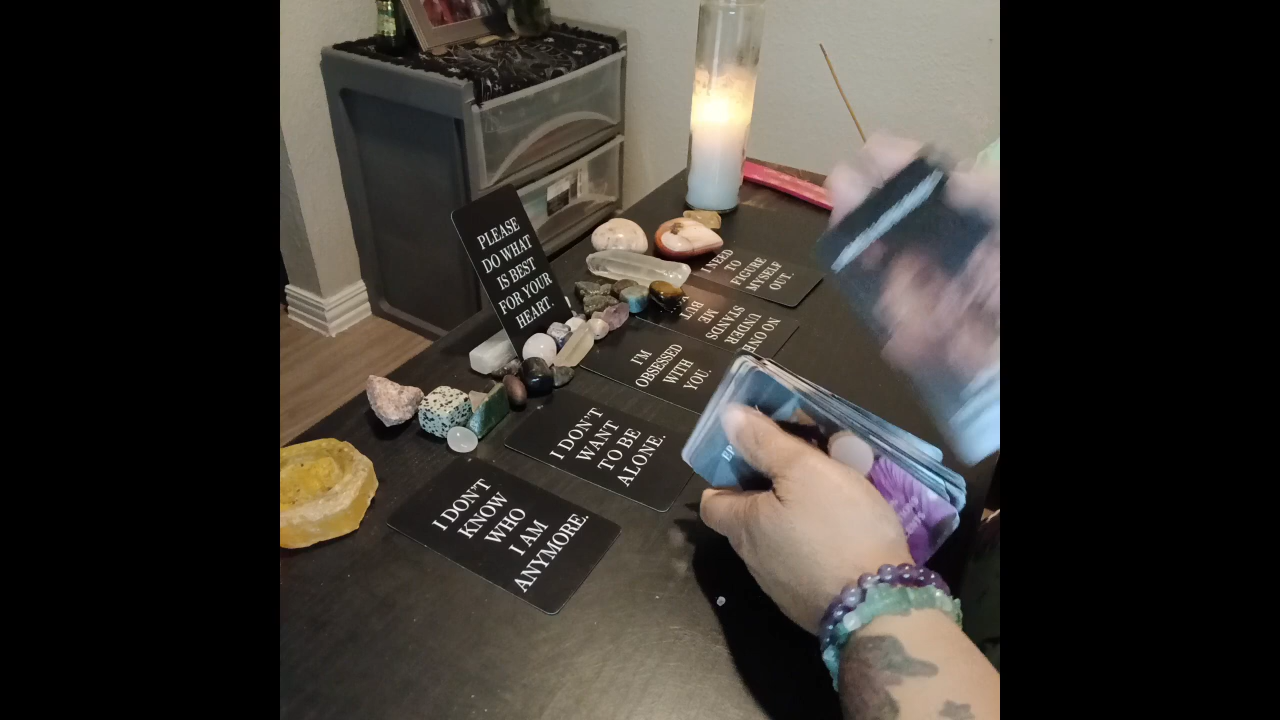 PLEASE
DO WHAT
IS BEST
FOR YOUR
HEART.
I NEED
TO
FIGURE
MYSELF
OUT.
NO ONE
UNDER
STANDS
ME
BUT
I'M
OBSESSED
WITH
YOU.
I DON'T
WANT
TO BE
ALONE.
I DON'T
KNOW
WHO
I AM
ANYMORE.
EP